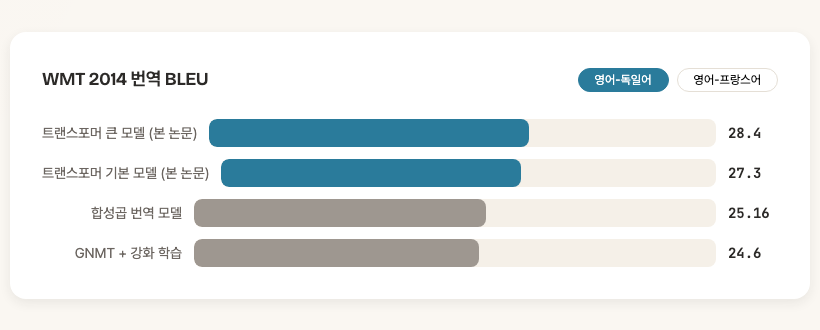 WMT 2014 번역 BLEU
영어-독일어
영어-프랑스어
트랜스포머 큰 모델 (본 논문) 28.4
트랜스포머 기본 모델 (본 논문) 27.3
합성곱 번역 모델 25.16
GNMT + 강화 학습 24.6